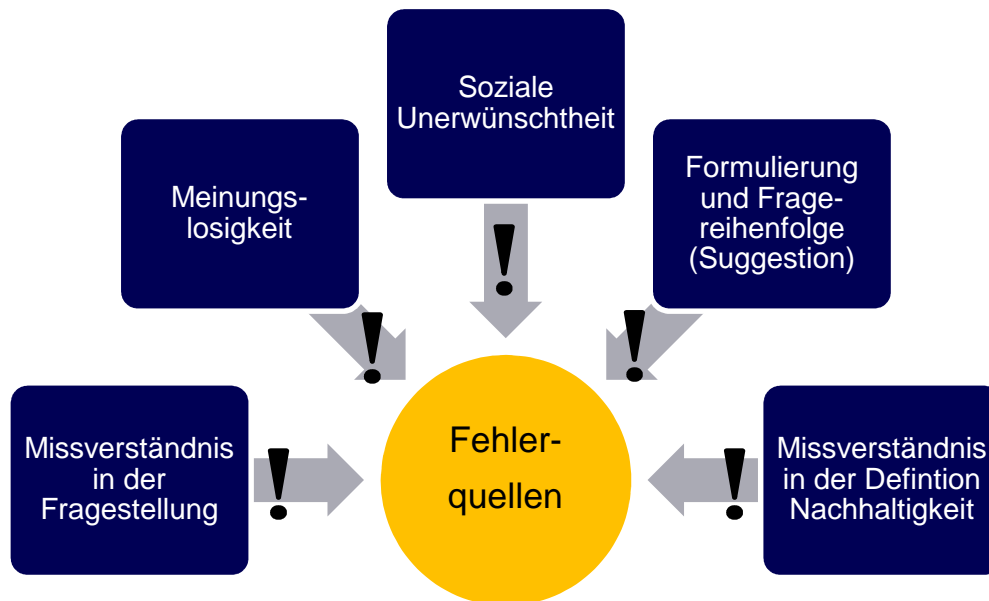 Soziale
Unerwünschtheit
Meinungs-
losigkeit
Formulierung
und Frage-
reihenfolge
(Suggestion)
Missverständnis
in der
Fragestellung
Fehler-
quellen
Missverständnis
in der Defintion
Nachhaltigkeit
!
!
!
!
!